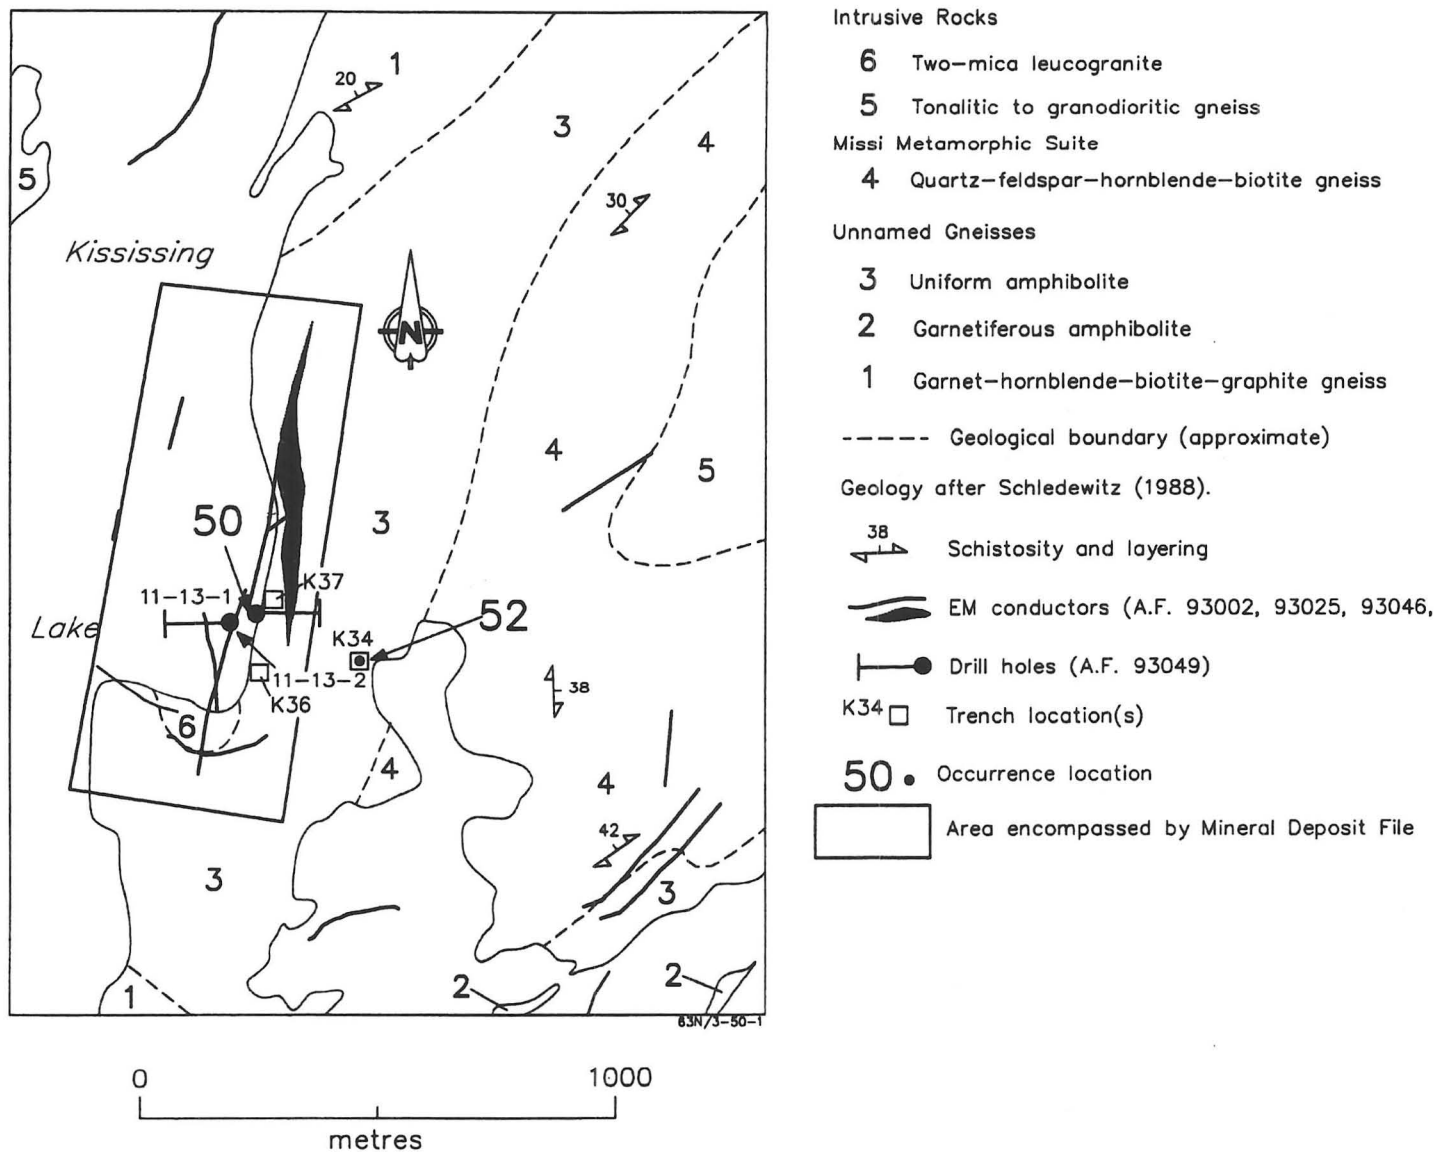 1
20
3
4
5
30
Kississing
N
4
5
50
3
K37
11-13-1
Lake
52
K34
11-13-2
K36
38
6
4
4
42
3
3
1
2
2
63N/3-50-1
0 1000
metres
Intrusive Rocks
6 Two-mica leucogranite
5 Tonalitic to granodioritic gneiss
Missi Metamorphic Suite
4 Quartz-feldspar-hornblende-biotite gneiss
Unnamed Gneisses
3 Uniform amphibolite
2 Garnetiferous amphibolite
1 Garnet-hornblende-biotite-graphite gneiss
Geological boundary (approximate)
Geology after Schledewitz (1988).
38 Schistosity and layering
EM conductors (A.F. 93002, 93025, 93046,
Drill holes (A.F. 93049)
K34 Trench location(s)
50 Occurrence location
Area encompassed by Mineral Deposit File